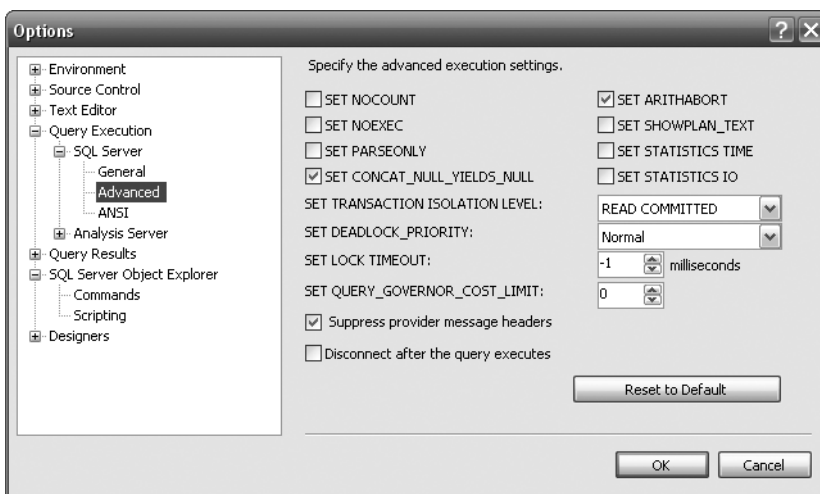 Options
Environment
Source Control
Text Editor
Query Execution
SQL Server
General
Advanced
ANSI
Analysis Server
Query Results
SQL Server Object Explorer
Commands
Scripting
Designers
Specify the advanced execution settings.
SET NOCOUNT
SET ARITHABORT
SET NOEXEC
SET SHOWPLAN_TEXT
SET PARSEONLY
SET STATISTICS TIME
SET CONCAT_NULL_YIELDS_NULL
SET STATISTICS IO
SET TRANSACTION ISOLATION LEVEL: READ COMMITTED
SET DEADLOCK_PRIORITY: Normal
SET LOCK TIMEOUT: -1 milliseconds
SET QUERY_GOVERNOR_COST_LIMIT: 0
Suppress provider message headers
Disconnect after the query executes
Reset to Default
OK Cancel